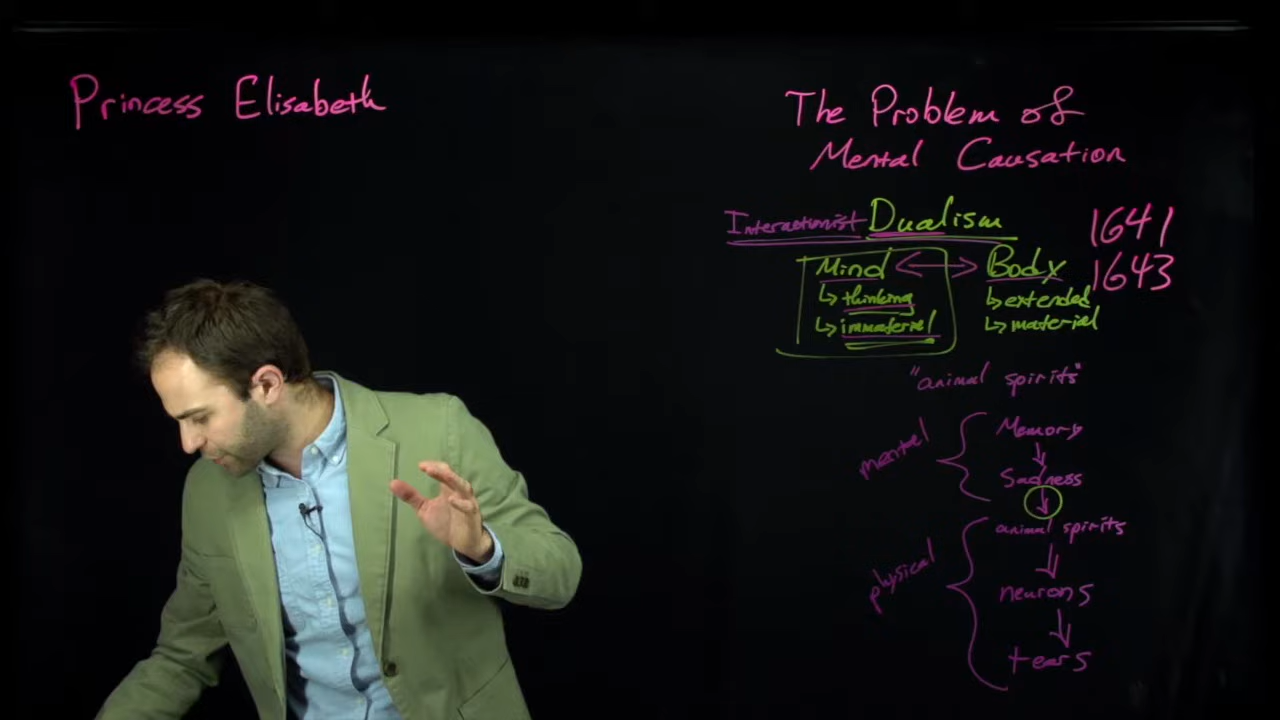 Princess Elisabeth
The Problem of
Mental Causation
Interactionist Dualism
1641
1643
Mind
Body
↳ thinking
↳ extended
↳ immaterial
↳ material
"animal spirits"
mental
Memory
Sadness
physical
animal spirits
neurons
tears